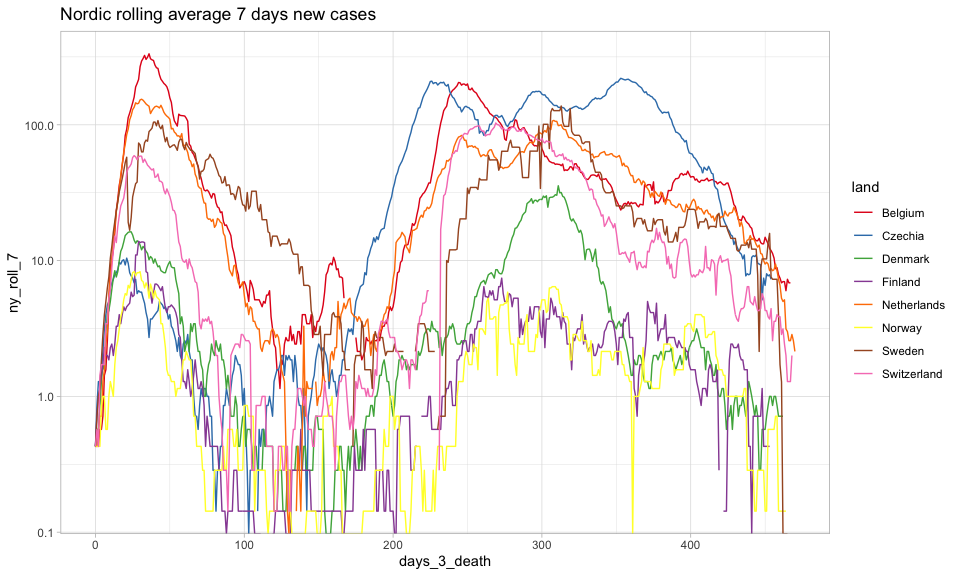 Nordic rolling average 7 days new cases
ny_roll_7
100.0
10.0
1.0
0.1
0 100 200 300 400
days_3_death
land
Belgium
Czechia
Denmark
Finland
Netherlands
Norway
Sweden
Switzerland